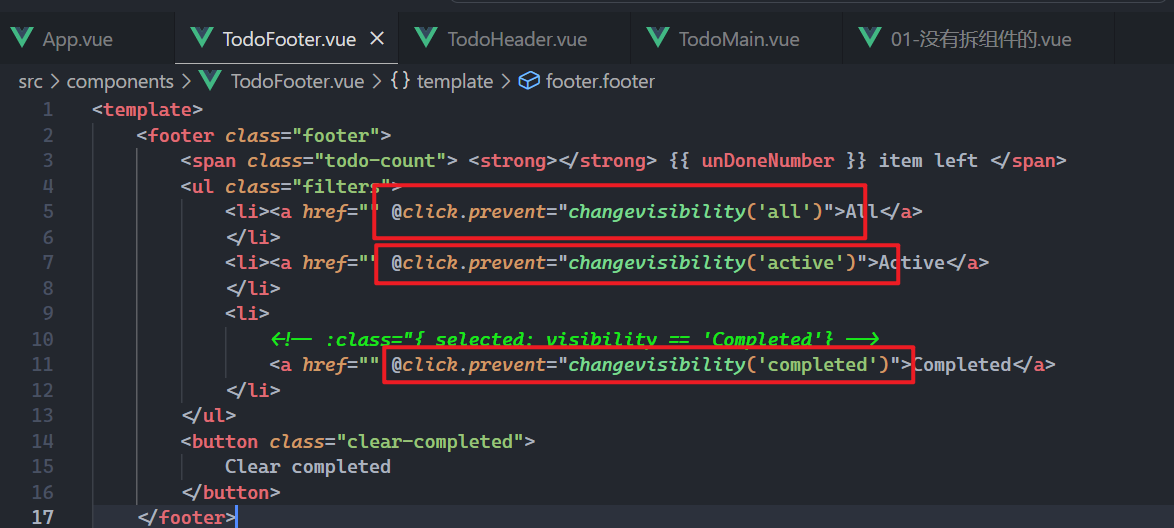 App.vue TodoFooter.vue TodoHeader.vue TodoMain.vue 01-没有拆组件的.vue
src > components > TodoFooter.vue > {} template > footer.footer
1 <template>
2 <footer class="footer">
3 <span class="todo-count"> <strong></strong> {{ unDoneNumber }} item left </span>
4 <ul class="filters">
5 <li><a href="" @click.prevent="changevisibility('all')">All</a>
6 </li>
7 <li><a href="" @click.prevent="changevisibility('active')">Active</a>
8 </li>
9 <li>
10 <!-- :class="{ selected: visibility == 'Completed'} -->
11 <a href="" @click.prevent="changevisibility('completed')">Completed</a>
12 </li>
13 </ul>
14 <button class="clear-completed">
15 Clear completed
16 </button>
17 </footer>